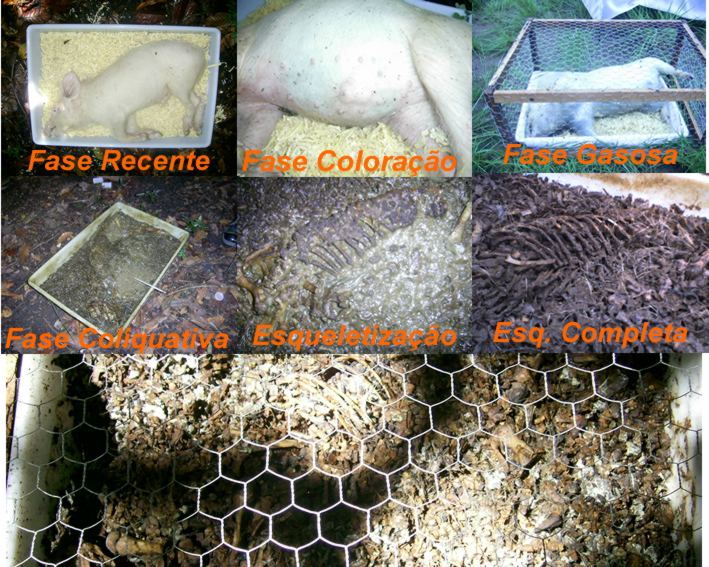 Fase Recente
Fase Coloração
Fase Gasosa
Fase Coliquativa
Esqueletização
Esq. Completa